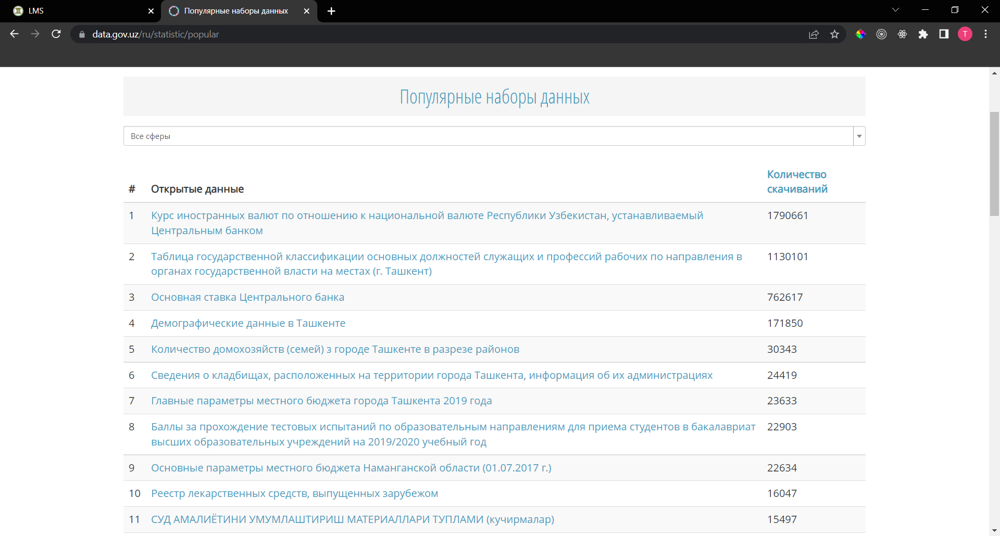 LMS
Популярные наборы данных
data.gov.uz/ru/statistic/popular
T
Популярные наборы данных
Все сферы
# Открытые данные Количество
скачиваний
1 Курс иностранных валют по отношению к национальной валюте Республики Узбекистан, устанавливаемый 1790661
Центральным банком
2 Таблица государственной классификации основных должностей служащих и профессий рабочих по направления в 1130101
органах государственной власти на местах (г. Ташкент)
3 Основная ставка Центрального банка 762617
4 Демографические данные в Ташкенте 171850
5 Количество домохозяйств (семей) з городе Ташкенте в разрезе районов 30343
6 Сведения о кладбищах, расположенных на территории города Ташкента, информация об их администрациях 24419
7 Главные параметры местного бюджета города Ташкента 2019 года 23633
8 Баллы за прохождение тестовых испытаний по образовательным направлениям для приема студентов в бакалавриат 22903
высших образовательных учреждений на 2019/2020 учебный год
9 Основные параметры местного бюджета Наманганской области (01.07.2017 г.) 22634
10 Реестр лекарственных средств, выпущенных зарубежом 16047
11 СУД АМАЛИЁТИНИ УМУМЛАШТИРИШ МАТЕРИАЛЛАРИ ТУПЛАМИ (кучирмалар) 15497